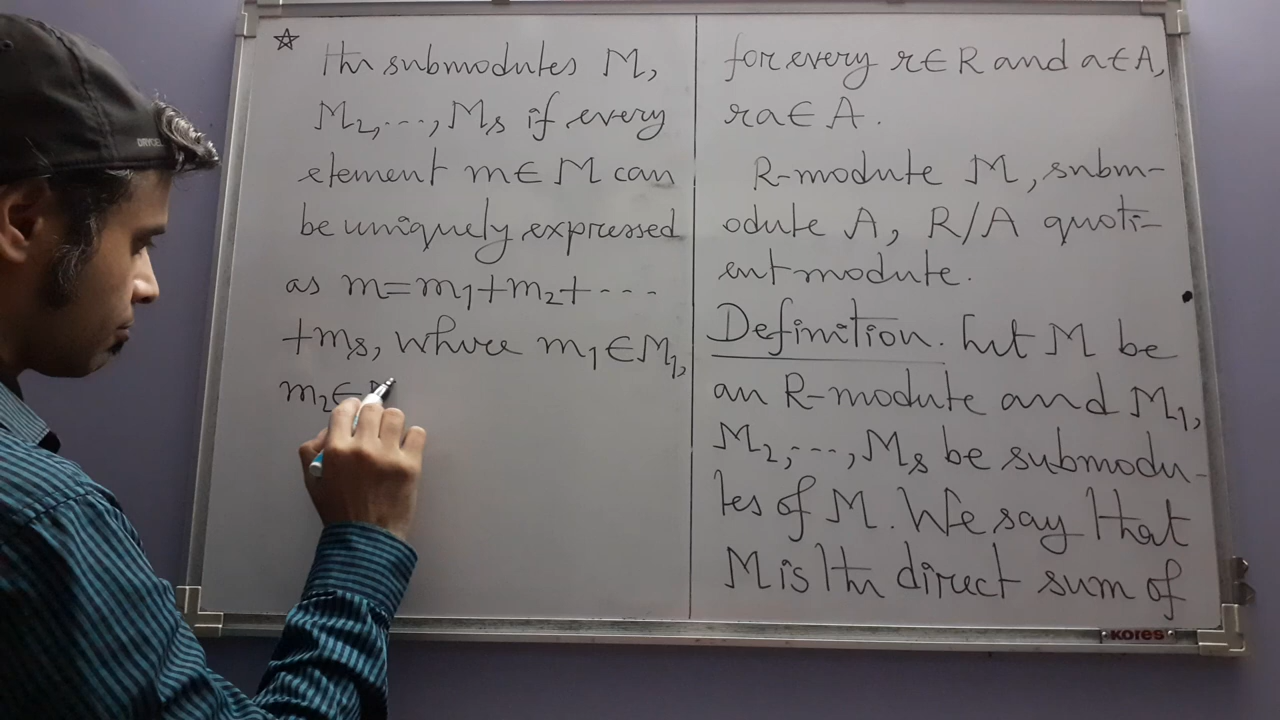 ☆ the submodules M,
M2, ..., Ms if every
element m∈M can
be uniquely expressed
as m=m1+m2+...
+ms, where m1∈M1,
m2∈M
for every r∈R and a∈A,
ra∈A.
R-module M, subm-
odule A, R/A quoti-
ent module.
Definition. Let M be
an R-module and M1,
M2, ..., Ms be submodu-
les of M. We say that
M is the direct sum of
DRYCEL
KORES